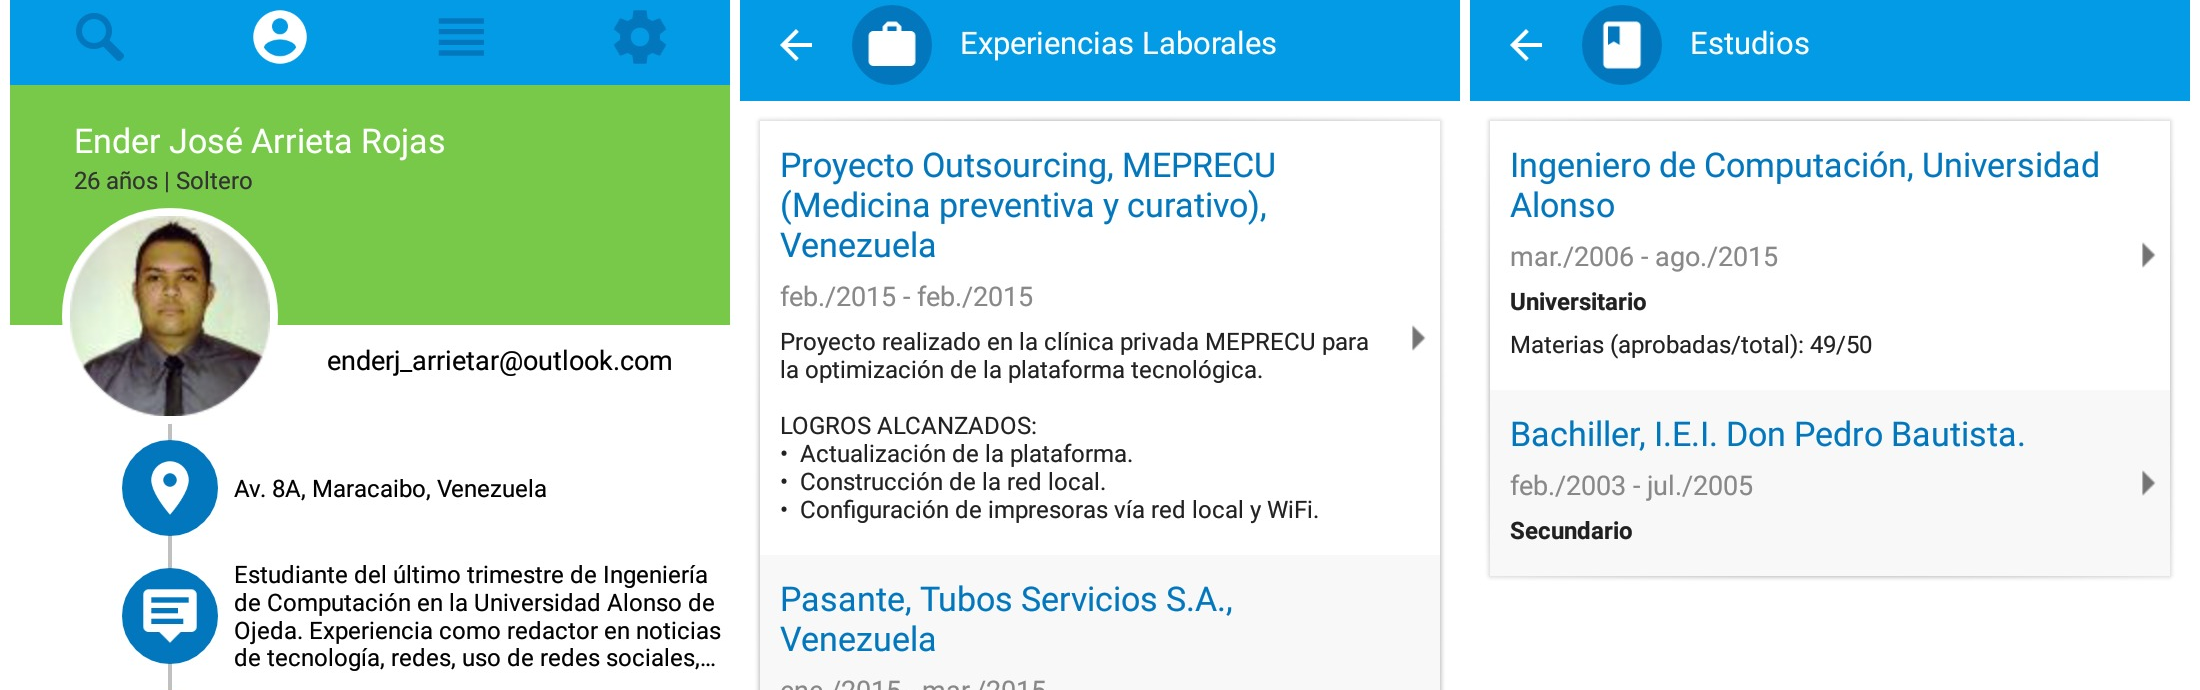 Ender José Arrieta Rojas
26 años | Soltero
enderj_arrietar@outlook.com
Av. 8A, Maracaibo, Venezuela
Estudiante del último trimestre de Ingeniería
de Computación en la Universidad Alonso de
Ojeda. Experiencia como redactor en noticias
de tecnología, redes, uso de redes sociales,...
Experiencias Laborales
Proyecto Outsourcing, MEPRECU
(Medicina preventiva y curativo),
Venezuela
feb./2015 - feb./2015
Proyecto realizado en la clínica privada MEPRECU para
la optimización de la plataforma tecnológica.
LOGROS ALCANZADOS:
• Actualización de la plataforma.
• Construcción de la red local.
• Configuración de impresoras vía red local y WiFi.
Pasante, Tubos Servicios S.A.,
Venezuela
ene./2015 - mar./2015
Estudios
Ingeniero de Computación, Universidad
Alonso
mar./2006 - ago./2015
Universitario
Materias (aprobadas/total): 49/50
Bachiller, I.E.I. Don Pedro Bautista.
feb./2003 - jul./2005
Secundario